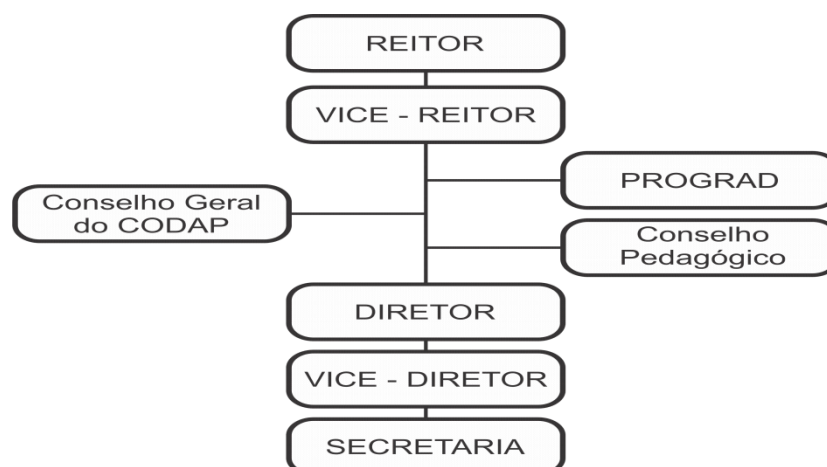 REITOR
VICE - REITOR
PROGRAD
Conselho Geral
do CODAP
Conselho
Pedagógico
DIRETOR
VICE - DIRETOR
SECRETARIA